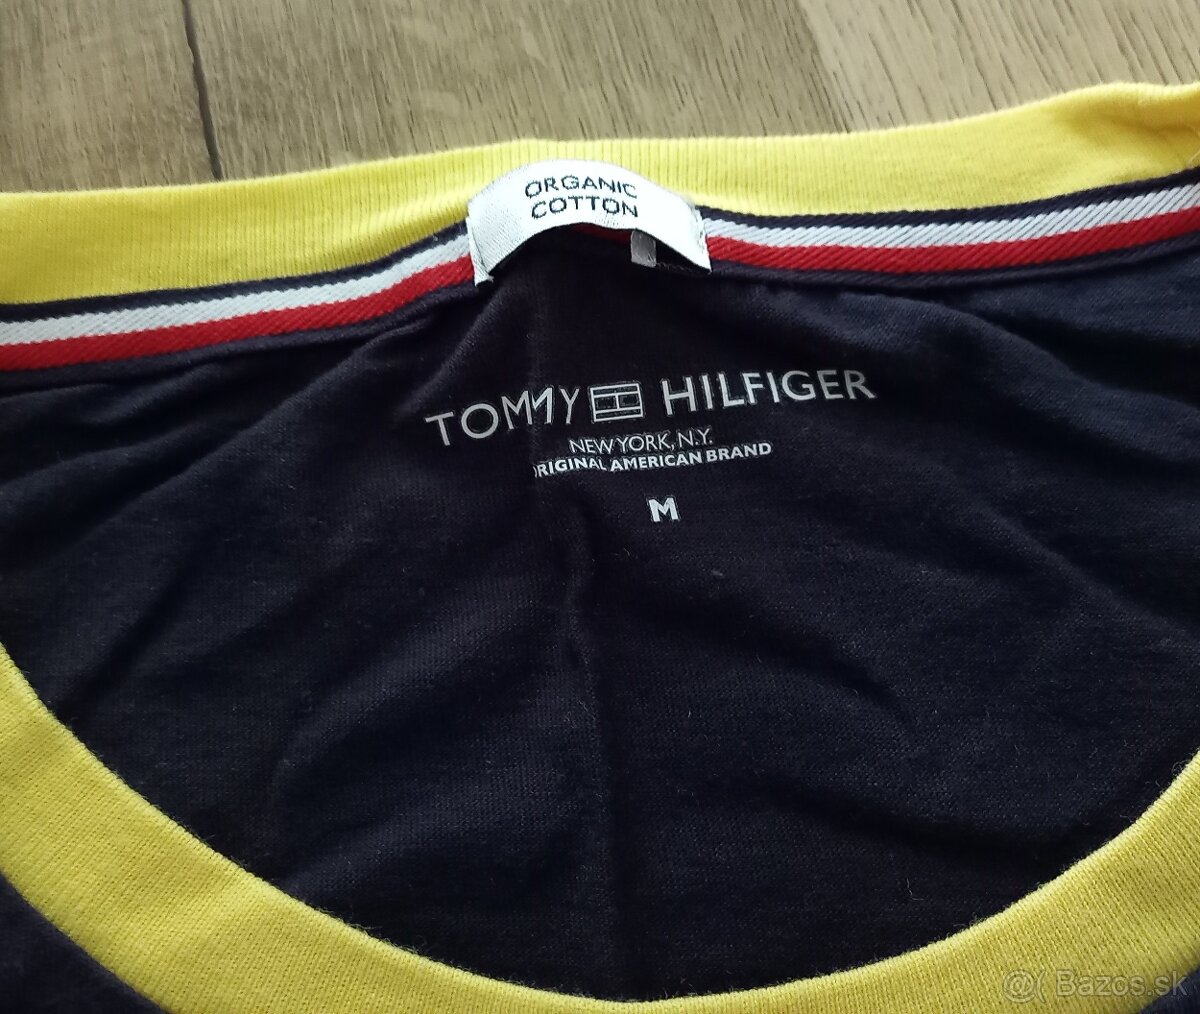 ORGANIC
COTTON
TOMMY HILFIGER
NEW YORK, N.Y.
ORIGINAL AMERICAN BRAND
M
@( Bazos.sk